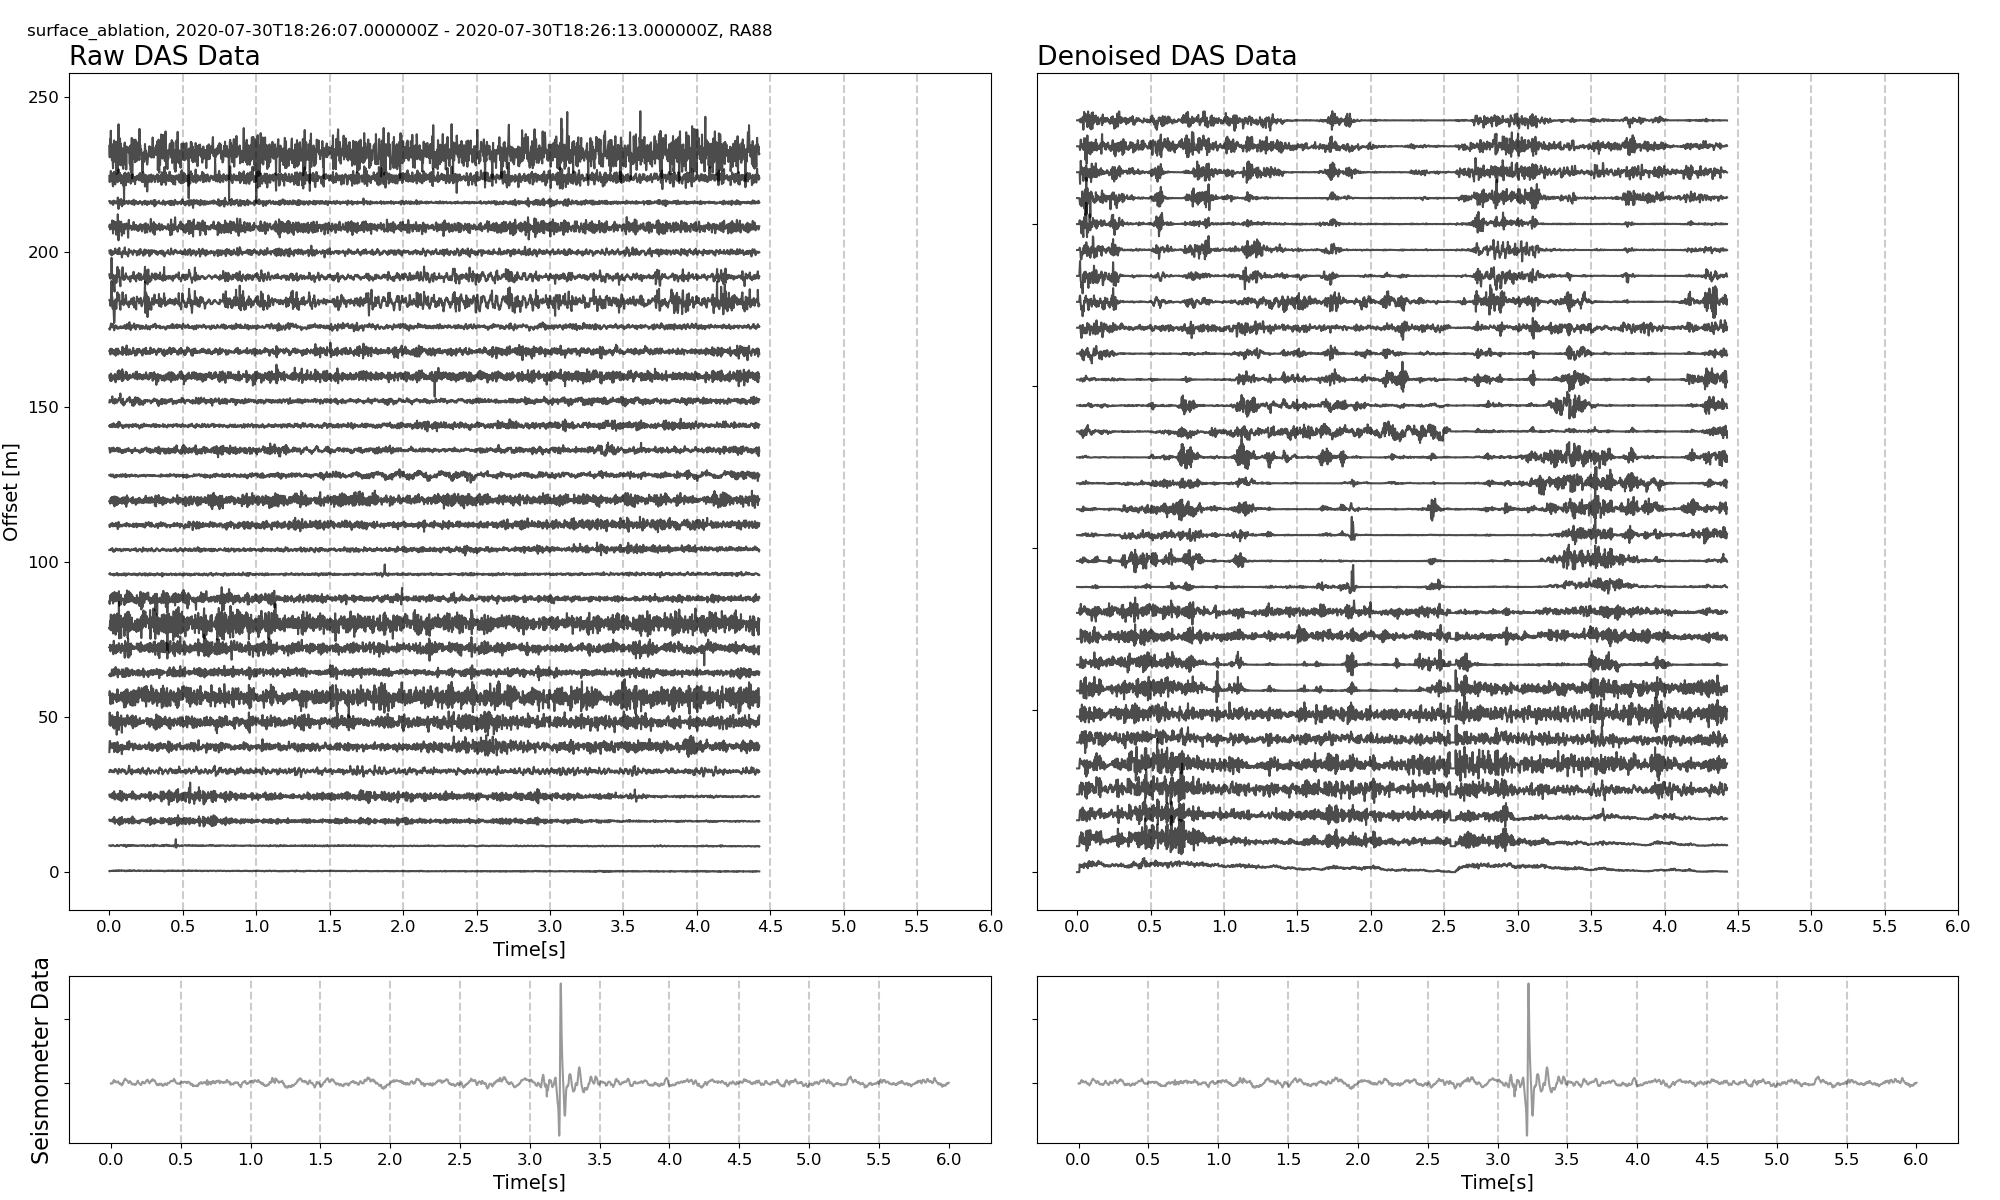 surface_ablation, 2020-07-30T18:26:07.000000Z - 2020-07-30T18:26:13.000000Z, RA88
Raw DAS Data
Denoised DAS Data
Offset [m]
250
200
150
100
50
0
0.0 0.5 1.0 1.5 2.0 2.5 3.0 3.5 4.0 4.5 5.0 5.5 6.0
Time[s]
0.0 0.5 1.0 1.5 2.0 2.5 3.0 3.5 4.0 4.5 5.0 5.5 6.0
Seismometer Data
0.0 0.5 1.0 1.5 2.0 2.5 3.0 3.5 4.0 4.5 5.0 5.5 6.0
Time[s]
0.0 0.5 1.0 1.5 2.0 2.5 3.0 3.5 4.0 4.5 5.0 5.5 6.0
Time[s]